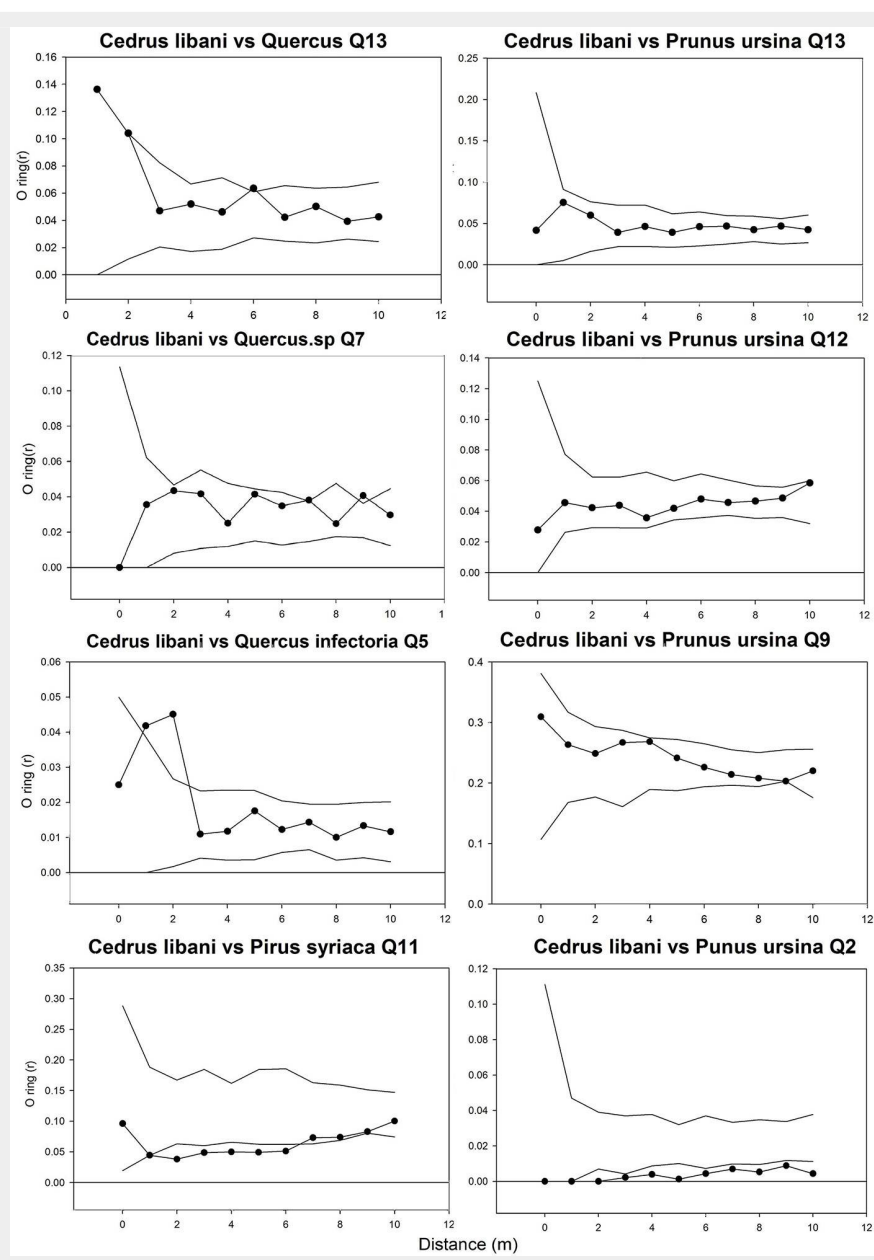 Cedrus libani vs Quercus Q13
O ring(r)
0.16
0.14
0.12
0.10
0.08
0.06
0.04
0.02
0.00
0 2 4 6 8 10 12
Cedrus libani vs Prunus ursina Q13
0.25
0.20
0.15
0.10
0.05
0.00
0 2 4 6 8 10 12
Cedrus libani vs Quercus.sp Q7
O ring(r)
0.12
0.10
0.08
0.06
0.04
0.02
0.00
0 2 4 6 8 10 1
Cedrus libani vs Prunus ursina Q12
0.14
0.12
0.10
0.08
0.06
0.04
0.02
0.00
0 2 4 6 8 10 12
Cedrus libani vs Quercus infectoria Q5
O ring (r)
0.06
0.05
0.04
0.03
0.02
0.01
0.00
0 2 4 6 8 10 12
Cedrus libani vs Prunus ursina Q9
0.4
0.3
0.2
0.1
0.0
0 2 4 6 8 10 12
Cedrus libani vs Pirus syriaca Q11
O ring (r)
0.35
0.30
0.25
0.20
0.15
0.10
0.05
0.00
0 2 4 6 8 10 12
Cedrus libani vs Punus ursina Q2
0.12
0.10
0.08
0.06
0.04
0.02
0.00
0 2 4 6 8 10 12
Distance (m)